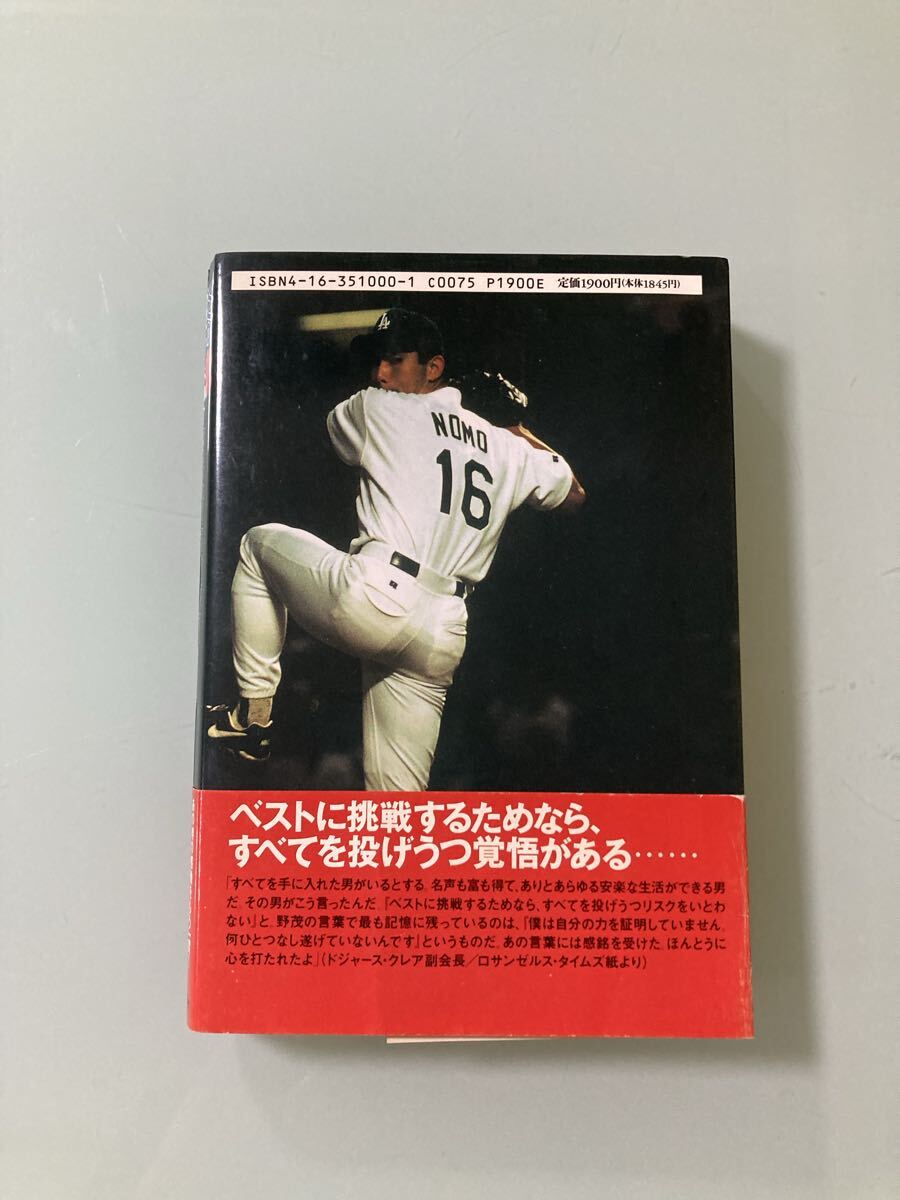 ISBN4-16-351000-1 C0075 P1900E 定価1900円(本体1845円)
LA
NOMO
16
ベストに挑戦するためなら、
すべてを投げうつ覚悟がある……
「すべてを手に入れた男がいるとする。名声も富も得て、ありとあらゆる安楽な生活ができる男
だ。その男がこう言ったんだ。『ベストに挑戦するためなら、すべてを投げうつリスクをいとわ
ない』と。野茂の言葉で最も記憶に残っているのは、『僕は自分の力を証明していません。
何ひとつなし遂げていないんです』というものだ。あの言葉には感銘を受けた。ほんとうに
心を打たれたよ」(ドジャース・クレア副会長/ロサンゼルス・タイムズ紙より)